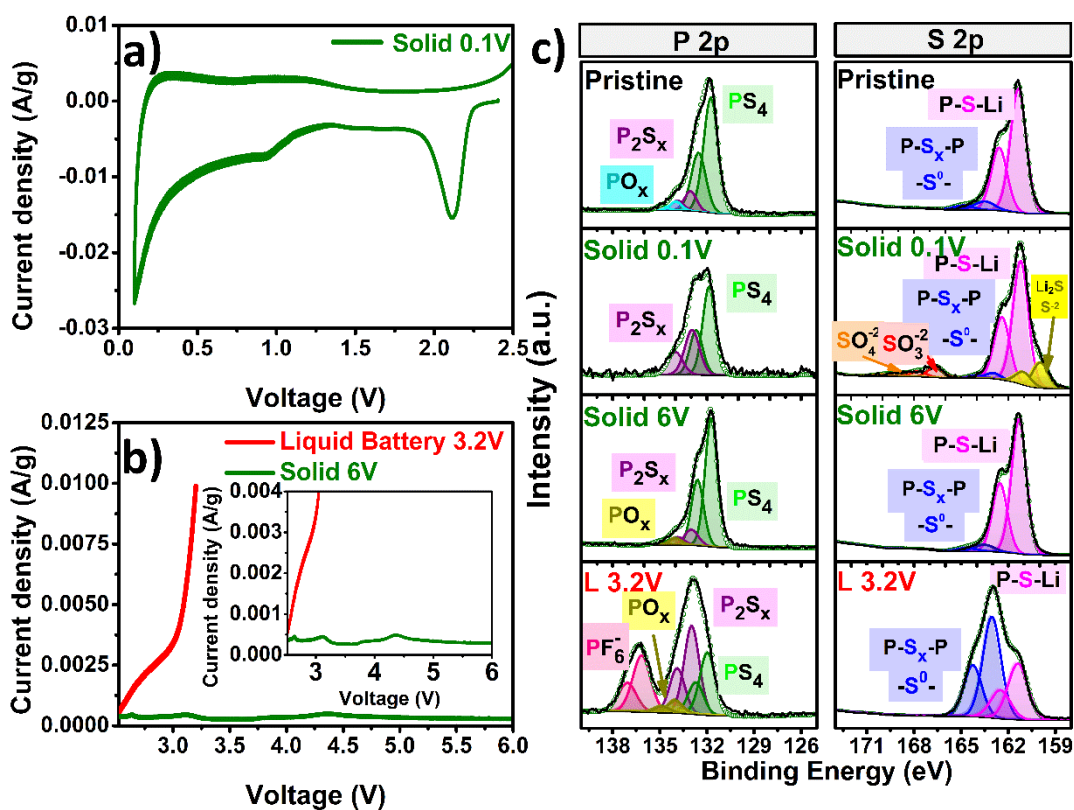 a)
Solid 0.1V
0.01
0.00
-0.01
-0.02
-0.03
Current density (A/g)
0.0 0.5 1.0 1.5 2.0 2.5
Voltage (V)
b)
Liquid Battery 3.2V
Solid 6V
0.0125
0.0100
0.0075
0.0050
0.0025
0.0000
Current density (A/g)
3.0 3.5 4.0 4.5 5.0 5.5 6.0
Voltage (V)
0.004
0.003
0.002
0.001
0.000
Current density (A/g)
3 4 5 6
Voltage (V)
c)
Intensity (a.u.)
P 2p
Pristine
PS4
P2Sx
POx
Solid 0.1V
PS4
P2Sx
Solid 6V
P2Sx
POx
PS4
L 3.2V
POx
P2Sx
PF6-
PS4
138 135 132 129 126
S 2p
Pristine
P-S-Li
P-Sx-P
-S0-
Solid 0.1V
P-S-Li
P-Sx-P
-S0-
Li2S
S-2
SO4-2 SO3-2
Solid 6V
P-S-Li
P-Sx-P
-S0-
L 3.2V
P-S-Li
P-Sx-P
-S0-
171 168 165 162 159
Binding Energy (eV)